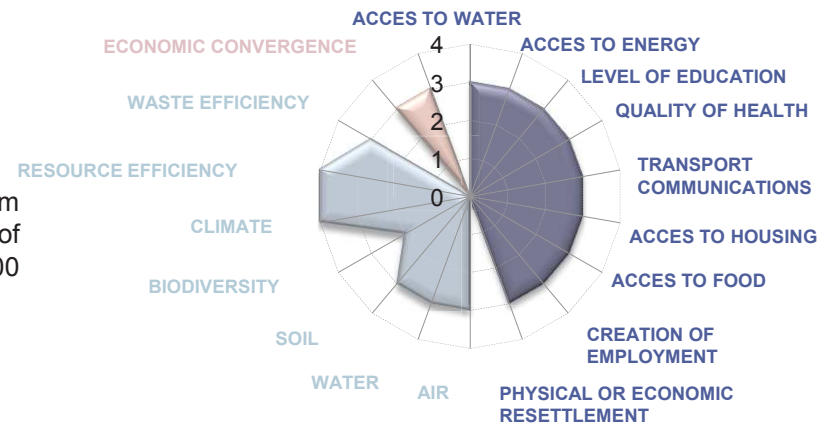 ACCES TO WATER
ECONOMIC CONVERGENCE
4
ACCES TO ENERGY
3
LEVEL OF EDUCATION
WASTE EFFICIENCY
2
QUALITY OF HEALTH
1
RESOURCE EFFICIENCY
TRANSPORT
COMMUNICATIONS
0
m
of
00
CLIMATE
ACCES TO HOUSING
BIODIVERSITY
ACCES TO FOOD
SOIL
CREATION OF
EMPLOYMENT
WATER
AIR
PHYSICAL OR ECONOMIC
RESETTLEMENT